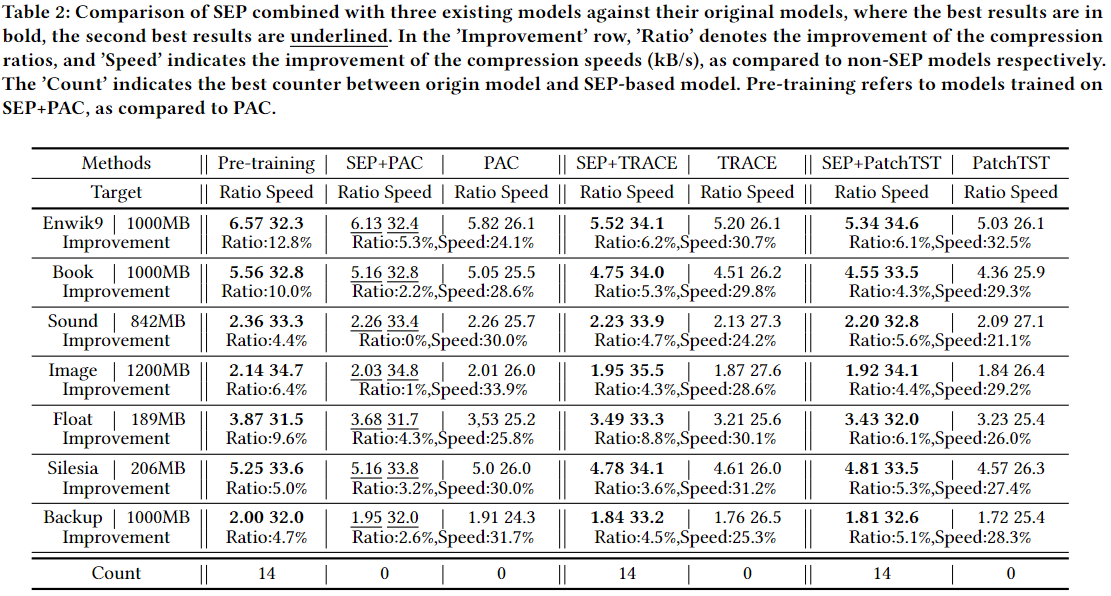 Table 2: Comparison of SEP combined with three existing models against their original models, where the best results are in
bold, the second best results are underlined. In the 'Improvement' row, 'Ratio' denotes the improvement of the compression
ratios, and 'Speed' indicates the improvement of the compression speeds (kB/s), as compared to non-SEP models respectively.
The 'Count' indicates the best counter between origin model and SEP-based model. Pre-training refers to models trained on
SEP+PAC, as compared to PAC.
Methods || Pre-training | SEP+PAC | PAC || SEP+TRACE | TRACE || SEP+PatchTST | PatchTST
Target || Ratio Speed | Ratio Speed | Ratio Speed || Ratio Speed | Ratio Speed || Ratio Speed | Ratio Speed
Enwik9 | 1000MB || 6.57 32.3 | 6.13 32.4 | 5.82 26.1 || 5.52 34.1 | 5.20 26.1 || 5.34 34.6 | 5.03 26.1
Improvement || Ratio:12.8% | Ratio:5.3%,Speed:24.1% || Ratio:6.2%,Speed:30.7% || Ratio:6.1%,Speed:32.5%
Book | 1000MB || 5.56 32.8 | 5.16 32.8 | 5.05 25.5 || 4.75 34.0 | 4.51 26.2 || 4.55 33.5 | 4.36 25.9
Improvement || Ratio:10.0% | Ratio:2.2%,Speed:28.6% || Ratio:5.3%,Speed:29.8% || Ratio:4.3%,Speed:29.3%
Sound | 842MB || 2.36 33.3 | 2.26 33.4 | 2.26 25.7 || 2.23 33.9 | 2.13 27.3 || 2.20 32.8 | 2.09 27.1
Improvement || Ratio:4.4% | Ratio:0%,Speed:30.0% || Ratio:4.7%,Speed:24.2% || Ratio:5.6%,Speed:21.1%
Image | 1200MB || 2.14 34.7 | 2.03 34.8 | 2.01 26.0 || 1.95 35.5 | 1.87 27.6 || 1.92 34.1 | 1.84 26.4
Improvement || Ratio:6.4% | Ratio:1%,Speed:33.9% || Ratio:4.3%,Speed:28.6% || Ratio:4.4%,Speed:29.2%
Float | 189MB || 3.87 31.5 | 3.68 31.7 | 3,53 25.2 || 3.49 33.3 | 3.21 25.6 || 3.43 32.0 | 3.23 25.4
Improvement || Ratio:9.6% | Ratio:4.3%,Speed:25.8% || Ratio:8.8%,Speed:30.1% || Ratio:6.1%,Speed:26.0%
Silesia | 206MB || 5.25 33.6 | 5.16 33.8 | 5.0 26.0 || 4.78 34.1 | 4.61 26.0 || 4.81 33.5 | 4.57 26.3
Improvement || Ratio:5.0% | Ratio:3.2%,Speed:30.0% || Ratio:3.6%,Speed:31.2% || Ratio:5.3%,Speed:27.4%
Backup | 1000MB || 2.00 32.0 | 1.95 32.0 | 1.91 24.3 || 1.84 33.2 | 1.76 26.5 || 1.81 32.6 | 1.72 25.4
Improvement || Ratio:4.7% | Ratio:2.6%,Speed:31.7% || Ratio:4.5%,Speed:25.3% || Ratio:5.1%,Speed:28.3%
Count || 14 | 0 | 0 || 14 | 0 || 14 | 0